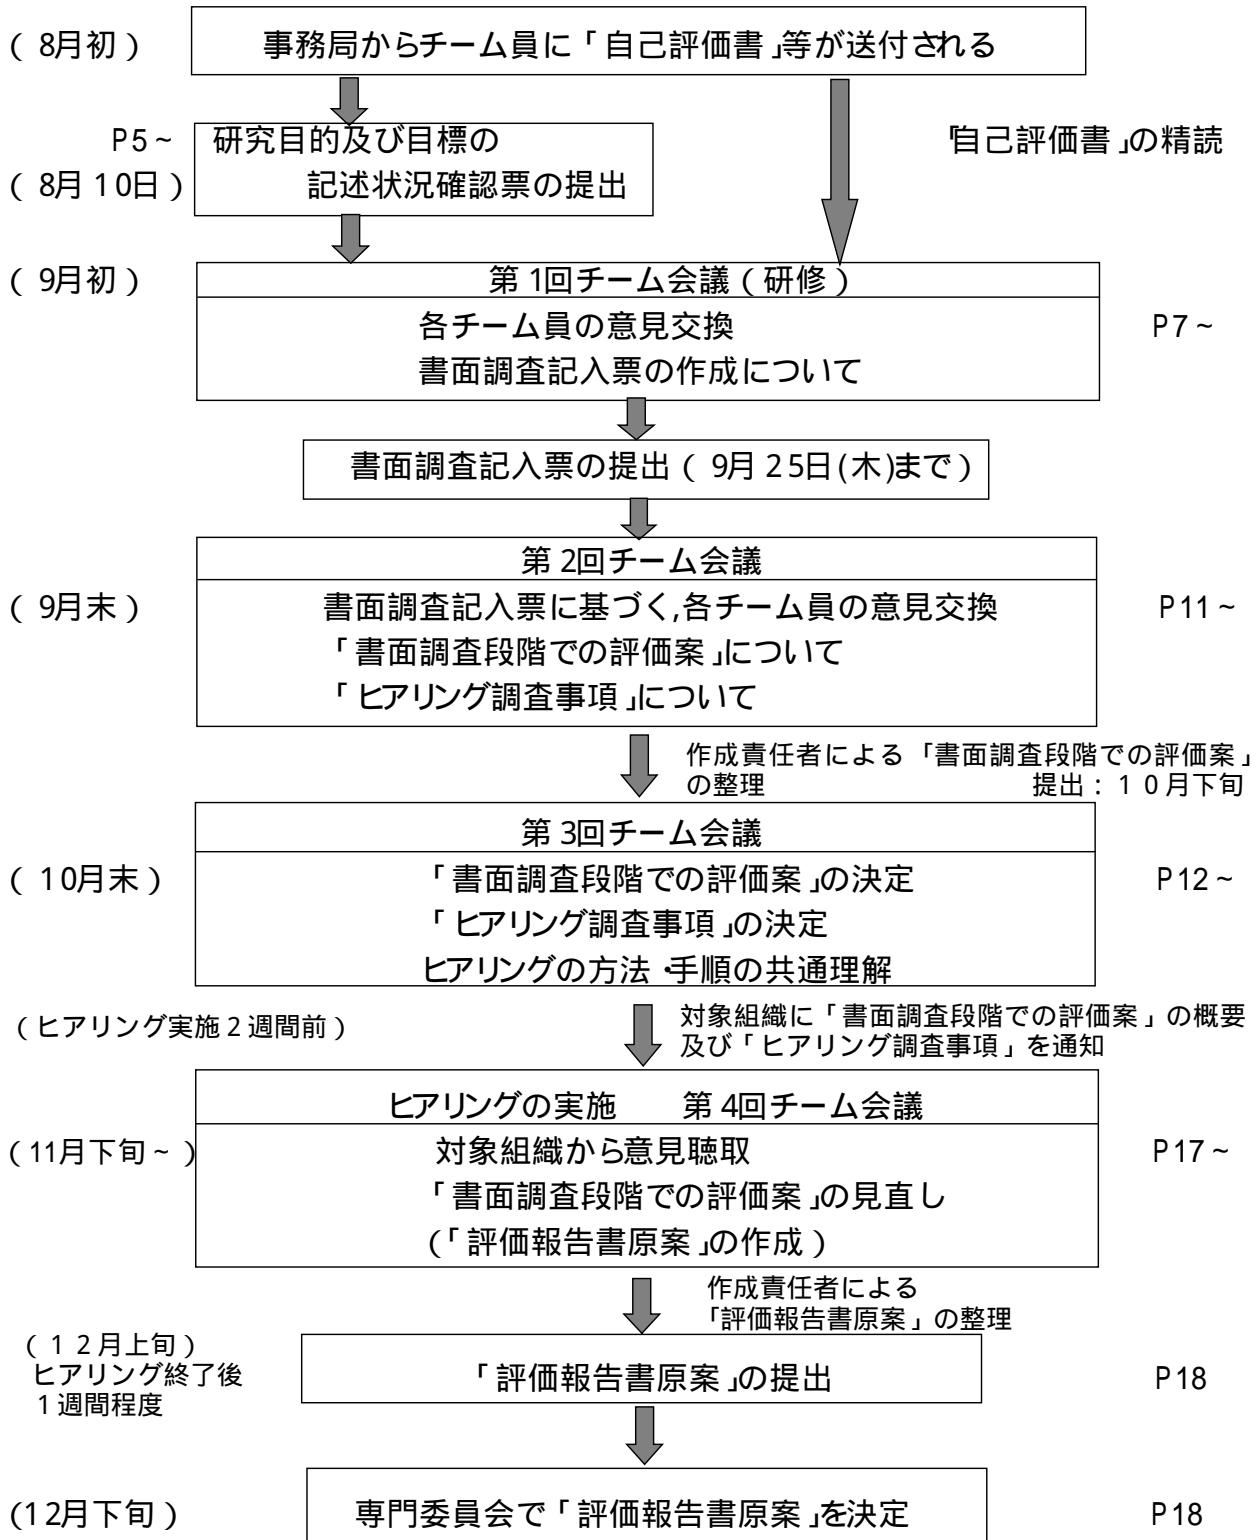 ( 8月初 ) 事務局からチーム員に「自己評価書」等が送付される
P5~ 研究目的及び目標の 『自己評価書」の精読
( 8月10日 ) 記述状況確認票の提出
( 9月初 ) 第1回チーム会議 ( 研修 )
各チーム員の意見交換 P7~
書面調査記入票の作成について
書面調査記入票の提出 ( 9月25日(木)まで )
第2回チーム会議
( 9月末 ) 書面調査記入票に基づく,各チーム員の意見交換 P11~
「書面調査段階での評価案」について
「ヒアリング調査事項」について
作成責任者による「書面調査段階での評価案」
の整理 提出：１０月下旬
第3回チーム会議
( 10月末 ) 「書面調査段階での評価案」の決定 P12~
「ヒアリング調査事項」の決定
ヒアリングの方法・手順の共通理解
(ヒアリング実施２週間前) 対象組織に「書面調査段階での評価案」の概要
及び「ヒアリング調査事項」を通知
ヒアリングの実施 第4回チーム会議
(11月下旬~ ) 対象組織から意見聴取 P17~
「書面調査段階での評価案」の見直し
(「評価報告書原案」の作成 )
作成責任者による
「評価報告書原案」の整理
( １２月上旬 )
ヒアリング終了後 「評価報告書原案」の提出 P18
１週間程度
(12月下旬 ) 専門委員会で「評価報告書原案」を決定 P18